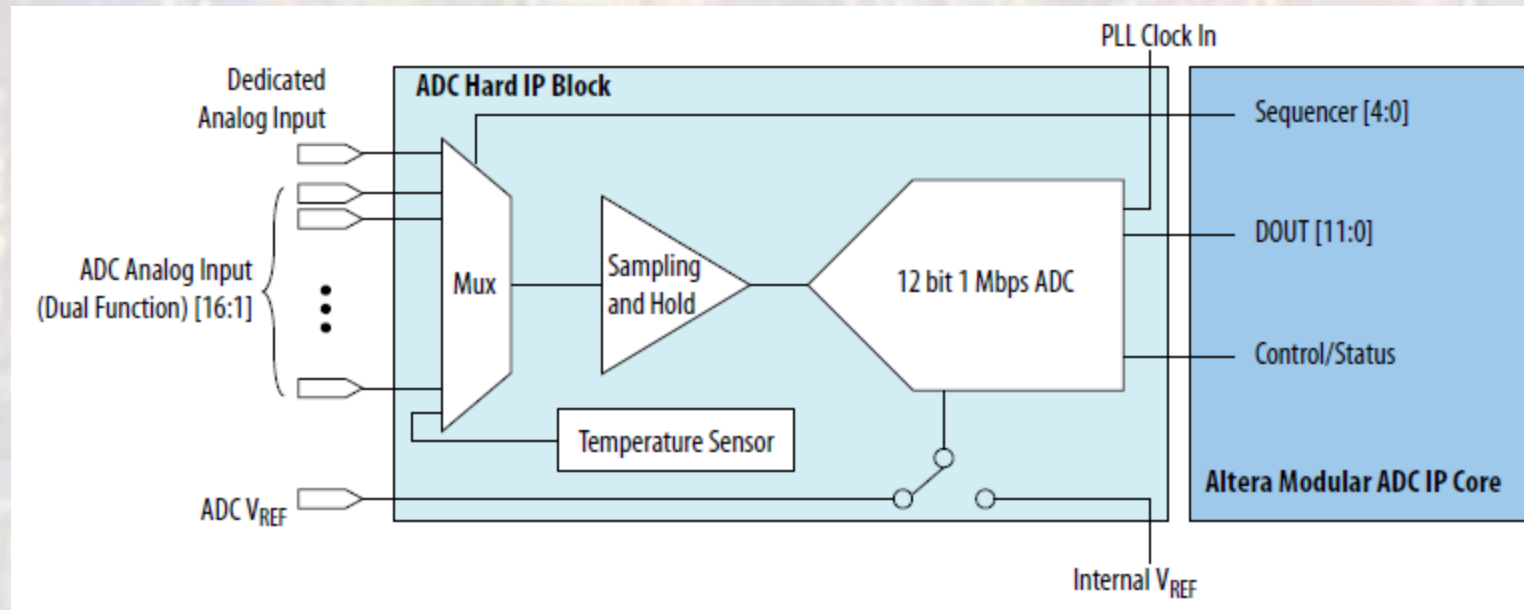 PLL Clock In
Dedicated
Analog Input
ADC Hard IP Block
Sequencer [4:0]
ADC Analog Input
(Dual Function) [16:1]
Mux
Sampling
and Hold
12 bit 1 Mbps ADC
DOUT [11:0]
Control/Status
Temperature Sensor
Altera Modular ADC IP Core
ADC VREF
Internal VREF